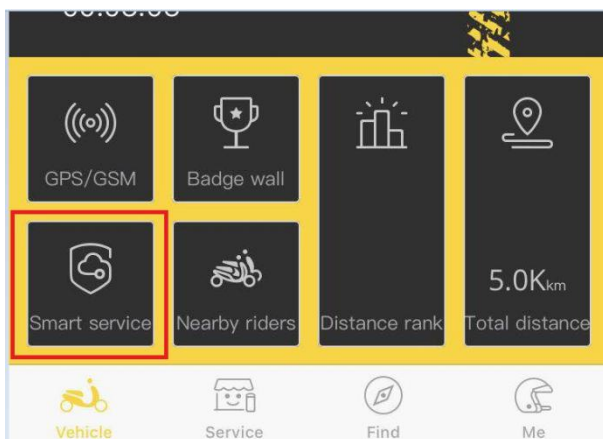 GPS/GSM
Badge wall
5.0Kkm
Smart service
Nearby riders
Distance rank
Total distance
Vehicle
Service
Find
Me